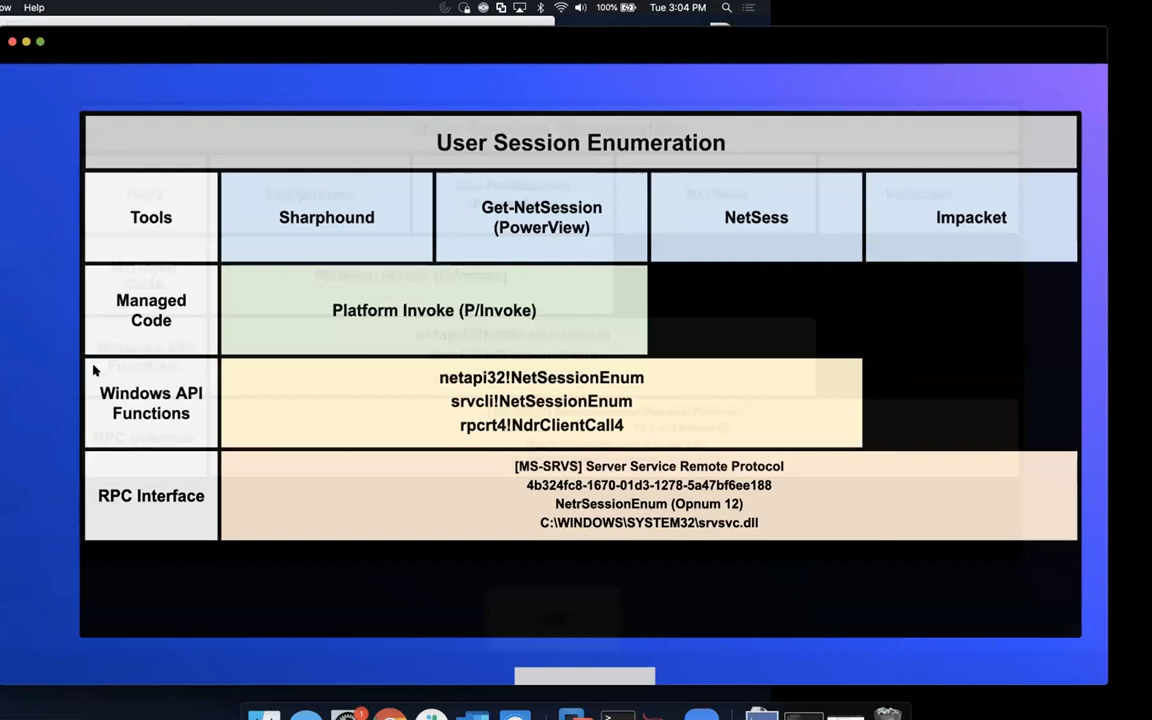 ow Help
100%
Tue 3:04 PM
User Session Enumeration
Tools
Sharphound
Get-NetSession
(PowerView)
NetSess
Impacket
Managed
Code
Platform Invoke (P/Invoke)
Windows API
Functions
netapi32!NetSessionEnum
srvcli!NetSessionEnum
rpcrt4!NdrClientCall4
RPC Interface
[MS-SRVS] Server Service Remote Protocol
4b324fc8-1670-01d3-1278-5a47bf6ee188
NetrSessionEnum (Opnum 12)
C:\WINDOWS\SYSTEM32\srvsvc.dll
1